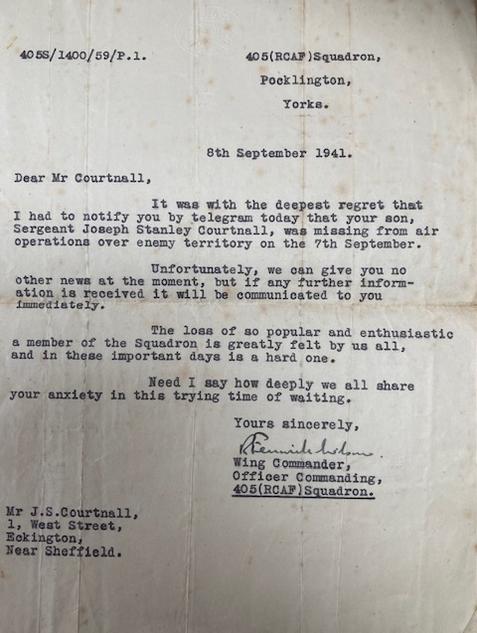 405S/1400/59/P.1.
405(RCAF)Squadron,
Pocklington,
Yorks.
8th September 1941.
Dear Mr Courtnall,
It was with the deepest regret that
I had to notify you by telegram today that your son,
Sergeant Joseph Stanley Courtnall, was missing from air
operations over enemy territory on the 7th September.
Unfortunately, we can give you no
other news at the moment, but if any further inform-
ation is received it will be communicated to you
immediately.
The loss of so popular and enthusiastic
a member of the Squadron is greatly felt by us all,
and in these important days is a hard one.
Need I say how deeply we all share
your anxiety in this trying time of waiting.
Yours sincerely,
Wing Commander,
Officer Commanding,
405(RCAF)Squadron.
Mr J.S.Courtnall,
1, West Street,
Eckington,
Near Sheffield.